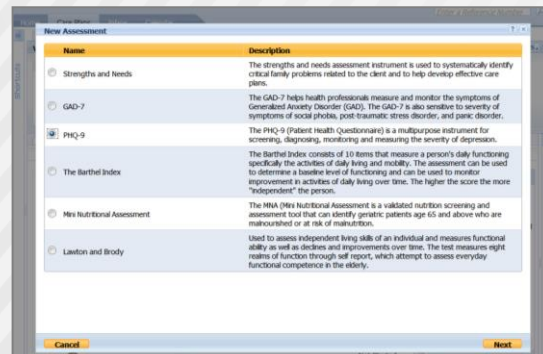 Enter a Reference Number
Care Plans
Shortcuts
New Assessment
Name Description
Strengths and Needs
The strengths and needs assessment instrument is used to systematically identify
critical family problems related to the client and to help develop effective care
plans.
GAD-7
The GAD-7 helps health professionals measure and monitor the symptoms of
Generalized Anxiety Disorder (GAD). The GAD-7 is also sensitive to severity of
symptoms of social phobia, post-traumatic stress disorder, and panic disorder.
PHQ-9
The PHQ-9 (Patient Health Questionnaire) is a multipurpose instrument for
screening, diagnosing, monitoring and measuring the severity of depression.
The Barthel Index
The Barthel Index consists of 10 items that measure a person's daily functioning
specifically the activities of daily living and mobility. The assessment can be used
to determine a baseline level of functioning and can be used to monitor
improvement in activities of daily living over time. The higher the score the more
"independent" the person.
Mini Nutritional Assessment
The MNA (Mini Nutritional Assessment is a validated nutrition screening and
assessment tool that can identify geriatric patients age 65 and above who are
malnourished or at risk of malnutrition.
Lawton and Brody
Used to assess independent living skills of an individual and measures functional
ability as well as declines and improvements over time. The test measures eight
realms of function through self report, which attempt to assess everyday
functional competence in the elderly.
Cancel Next